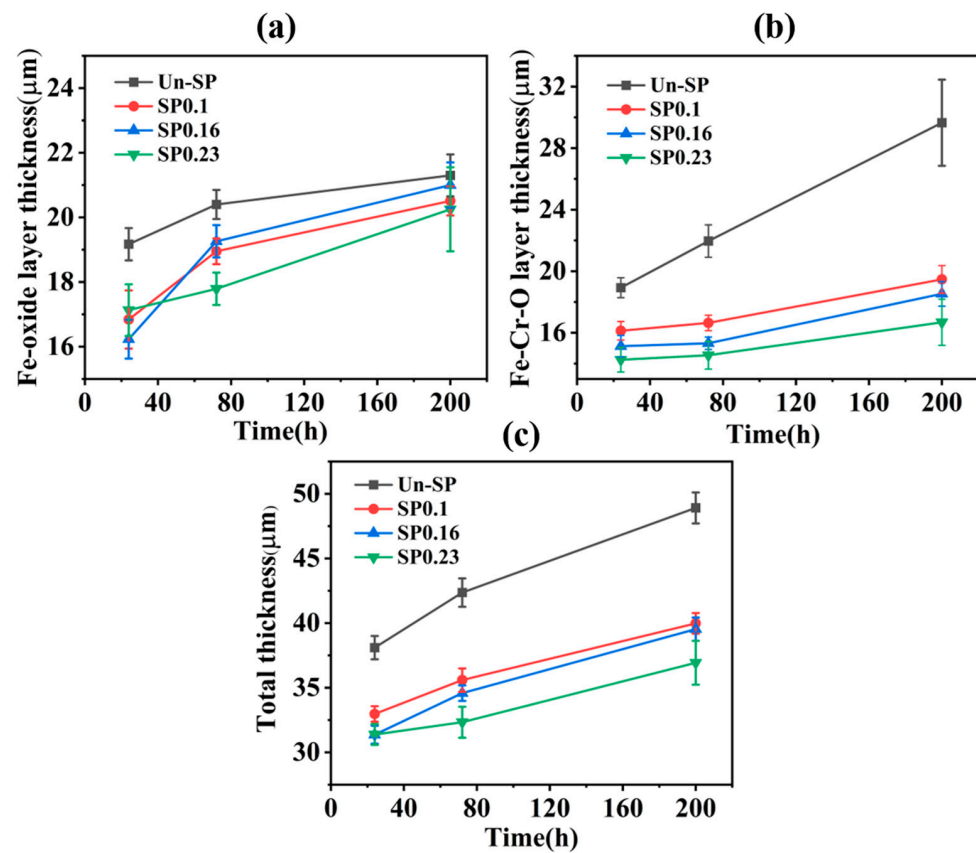 (a)
Fe-oxide layer thickness(μm)
24
22
20
18
16
Un-SP
SP0.1
SP0.16
SP0.23
0 40 80 120 160 200
Time(h)
(b)
Fe-Cr-O layer thickness(μm)
32
28
24
20
16
Un-SP
SP0.1
SP0.16
SP0.23
0 40 80 120 160 200
Time(h)
(c)
Total thickness(μm)
50
45
40
35
30
Un-SP
SP0.1
SP0.16
SP0.23
0 40 80 120 160 200
Time(h)